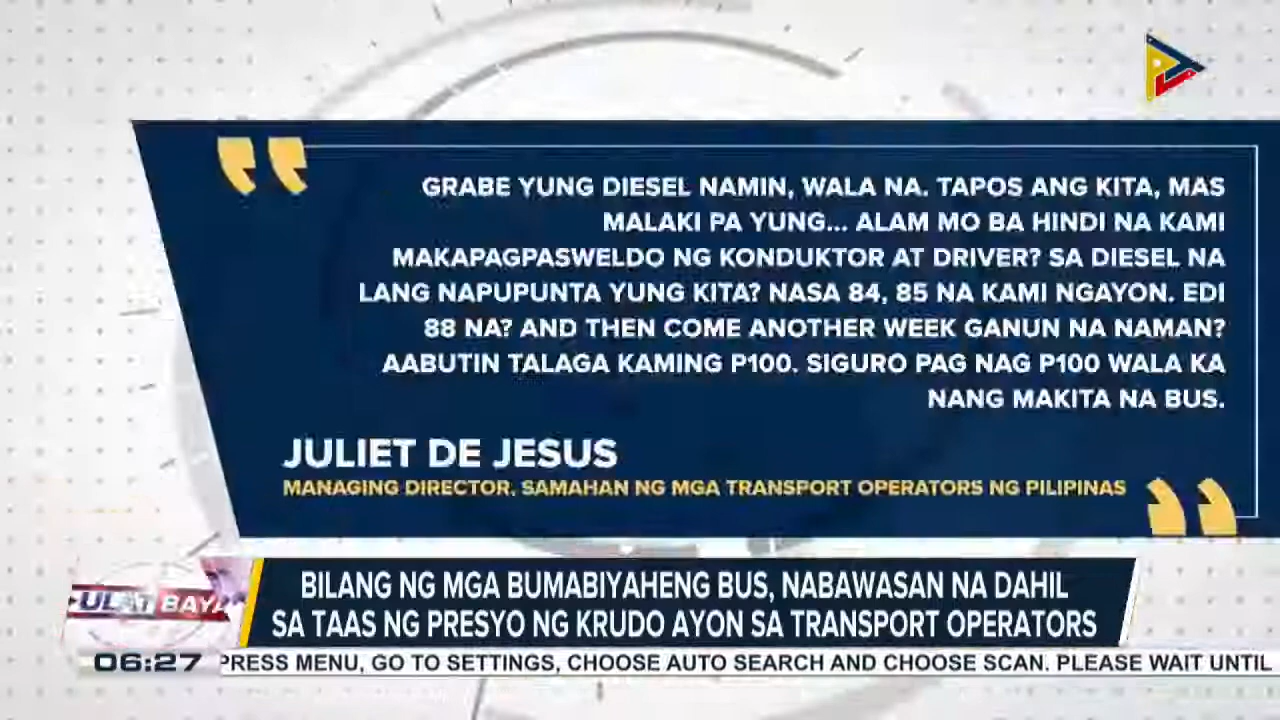 GRABE YUNG DIESEL NAMIN, WALA NA. TAPOS ANG KITA, MAS
MALAKI PA YUNG... ALAM MO BA HINDI NA KAMI
MAKAPAGPASWELDO NG KONDUKTOR AT DRIVER? SA DIESEL NA
LANG NAPUPUNTA YUNG KITA? NASA 84, 85 NA KAMI NGAYON. EDI
88 NA? AND THEN COME ANOTHER WEEK GANUN NA NAMAN?
AABUTIN TALAGA KAMING P100. SIGURO PAG NAG P100 WALA KA
NANG MAKITA NA BUS.
JULIET DE JESUS
MANAGING DIRECTOR, SAMAHAN NG MGA TRANSPORT OPERATORS NG PILIPINAS
BILANG NG MGA BUMABIYAHENG BUS, NABAWASAN NA DAHIL
SA TAAS NG PRESYO NG KRUDO AYON SA TRANSPORT OPERATORS
ULAT BAYA
06:27
PRESS MENU, GO TO SETTINGS, CHOOSE AUTO SEARCH AND CHOOSE SCAN. PLEASE WAIT UNTIL